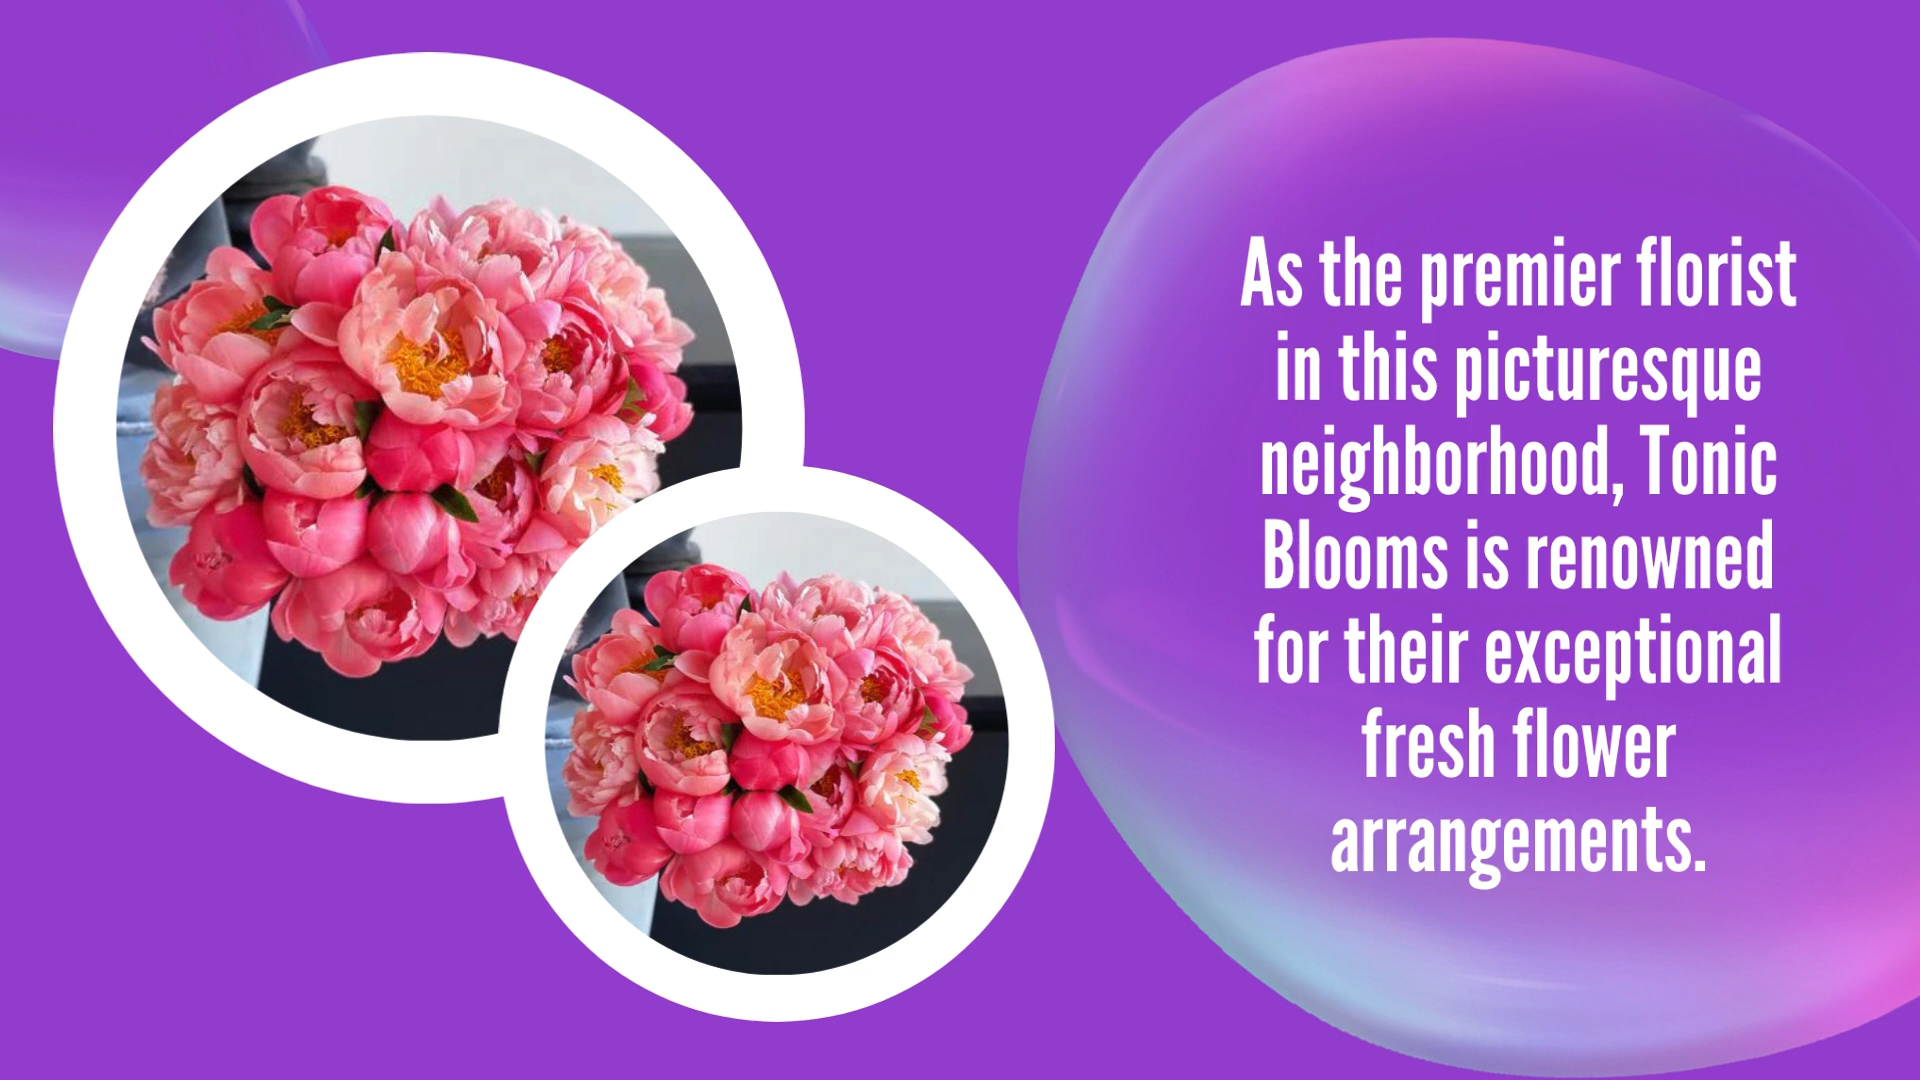 As the premier florist
in this picturesque
neighborhood, Tonic
Blooms is renowned
for their exceptional
fresh flower
arrangements.